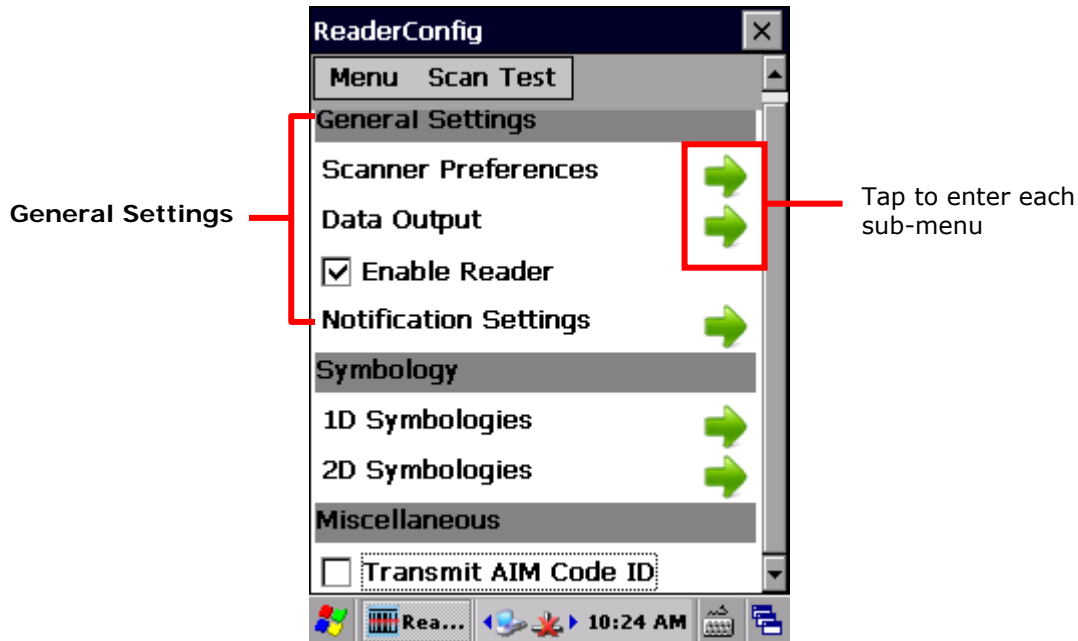 ReaderConfig
Menu Scan Test
General Settings
Scanner Preferences
Data Output
Enable Reader
Notification Settings
Symbology
1D Symbologies
2D Symbologies
Miscellaneous
Transmit AIM Code ID
Rea... 10:24 AM
General Settings
Tap to enter each
sub-menu